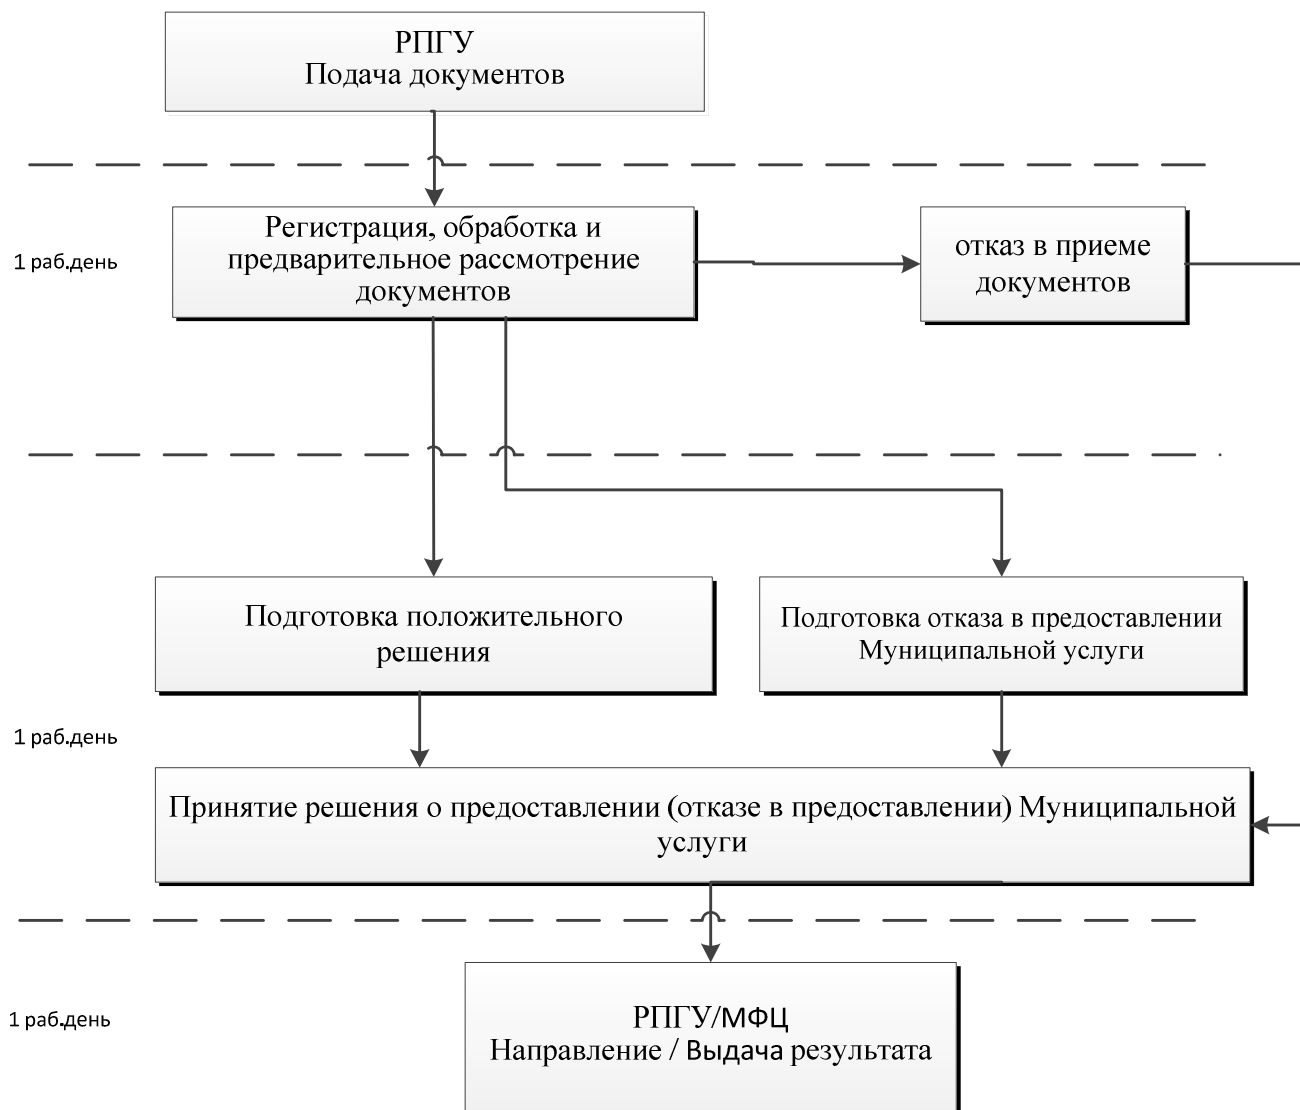 РПГУ
Подача документов
1 раб.день
Регистрация, обработка и
предварительное рассмотрение
документов
отказ в приеме
документов
Подготовка положительного
решения
Подготовка отказа в предоставлении
Муниципальной услуги
1 раб.день
Принятие решения о предоставлении (отказе в предоставлении) Муниципальной
услуги
1 раб.день
РПГУ/МФЦ
Направление / Выдача результата